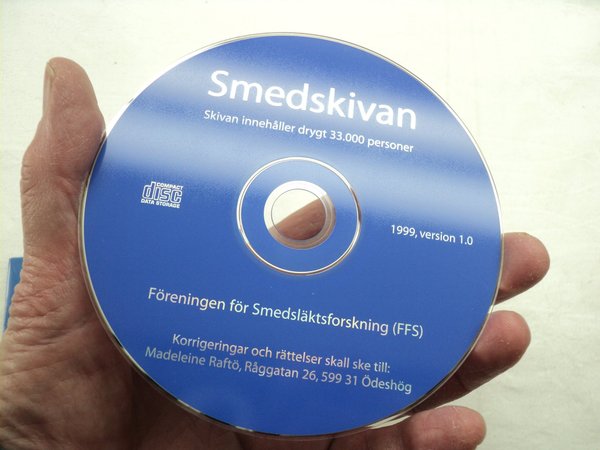 Smedskivan
Skivan innehåller drygt 33.000 personer
COMPACT
disc
DATA STORAGE
1999, version 1.0
Föreningen för Smedsläktsforskning (FFS)
Korrigeringar och rättelser skall ske till:
Madeleine Raftö, Råggatan 26, 599 31 Ödeshög